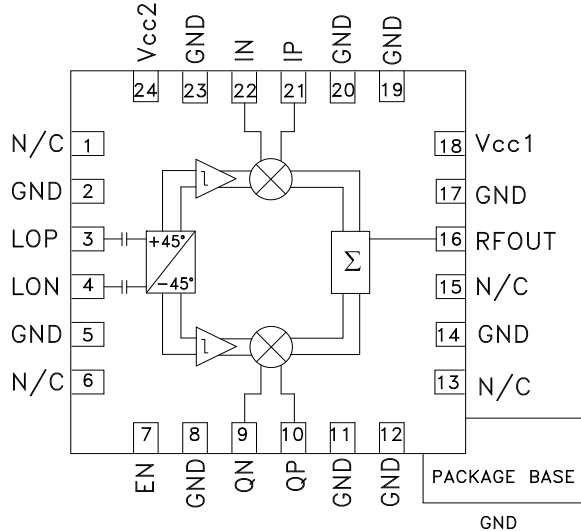 Vcc2 GND IN IP GND GND
24 23 22 21 20 19
N/C 1
GND 2
LOP 3
LON 4
GND 5
N/C 6
+45°
-45°
Σ
18 Vcc1
17 GND
16 RFOUT
15 N/C
14 GND
13 N/C
7 8 9 10 11 12
EN GND QN QP GND GND
PACKAGE BASE
GND